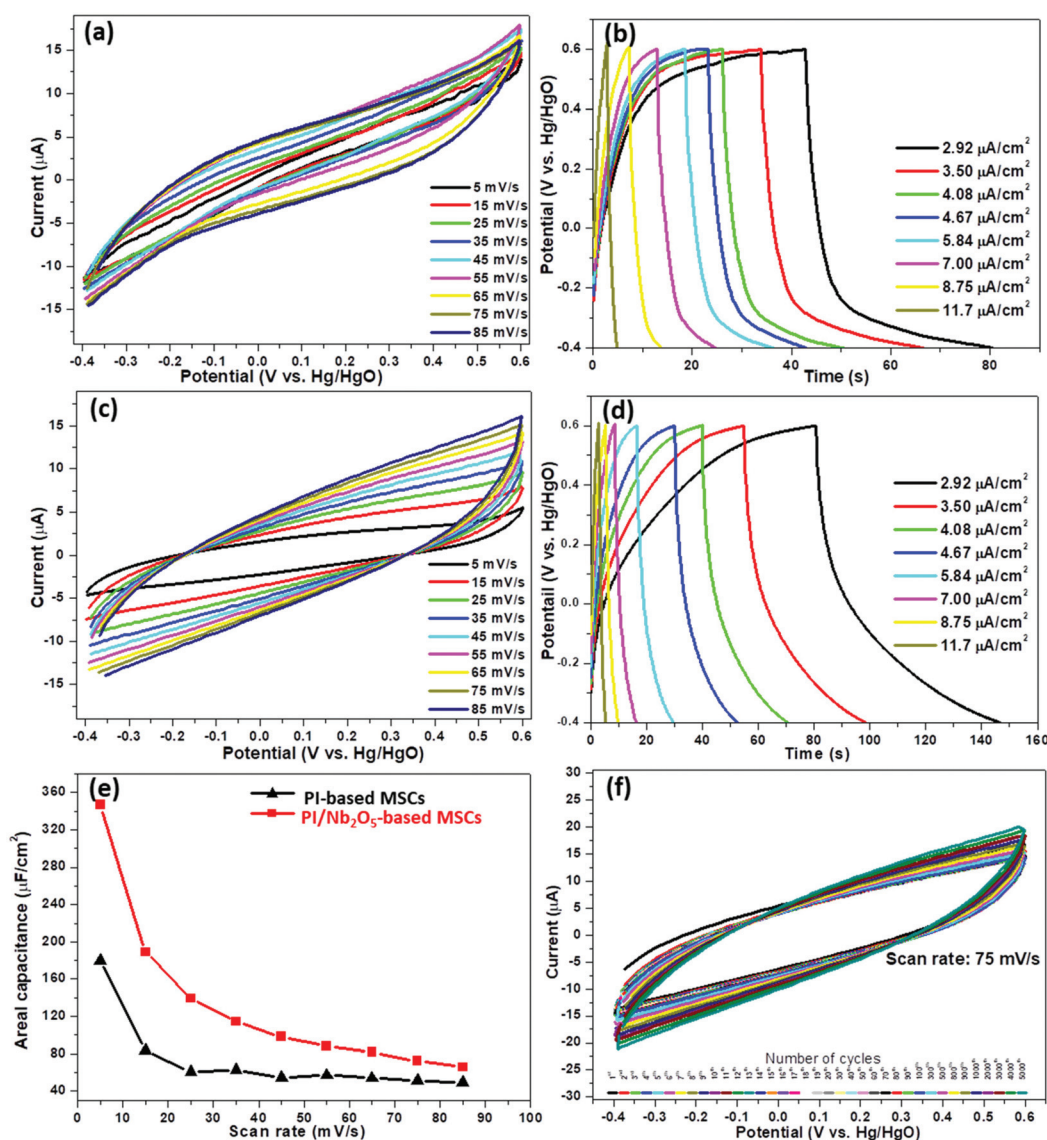 (a)
Current (μA)
15
10
5
0
-5
-10
-15
5 mV/s
15 mV/s
25 mV/s
35 mV/s
45 mV/s
55 mV/s
65 mV/s
75 mV/s
85 mV/s
-0.4 -0.3 -0.2 -0.1 0.0 0.1 0.2 0.3 0.4 0.5 0.6
Potential (V vs. Hg/HgO)
(b)
Potential (V vs. Hg/HgO)
0.6
0.4
0.2
0.0
-0.2
-0.4
2.92 μA/cm²
3.50 μA/cm²
4.08 μA/cm²
4.67 μA/cm²
5.84 μA/cm²
7.00 μA/cm²
8.75 μA/cm²
11.7 μA/cm²
0 20 40 60 80
Time (s)
(c)
Current (μA)
15
10
5
0
-5
-10
-15
5 mV/s
15 mV/s
25 mV/s
35 mV/s
45 mV/s
55 mV/s
65 mV/s
75 mV/s
85 mV/s
-0.4 -0.3 -0.2 -0.1 0.0 0.1 0.2 0.3 0.4 0.5 0.6
Potential (V vs. Hg/HgO)
(d)
Potentail (V vs. Hg/HgO)
0.6
0.4
0.2
0.0
-0.2
-0.4
2.92 μA/cm²
3.50 μA/cm²
4.08 μA/cm²
4.67 μA/cm²
5.84 μA/cm²
7.00 μA/cm²
8.75 μA/cm²
11.7 μA/cm²
0 20 40 60 80 100 120 140 160
Time (s)
(e)
Areal capacitance (μF/cm²)
360
320
280
240
200
160
120
80
40
PI-based MSCs
PI/Nb₂O₅-based MSCs
0 10 20 30 40 50 60 70 80 90 100
Scan rate (mV/s)
(f)
Current (μA)
30
25
20
15
10
5
0
-5
-10
-15
-20
-25
-30
Scan rate: 75 mV/s
Number of cycles
-0.4 -0.3 -0.2 -0.1 0.0 0.1 0.2 0.3 0.4 0.5 0.6
Potential (V vs. Hg/HgO)